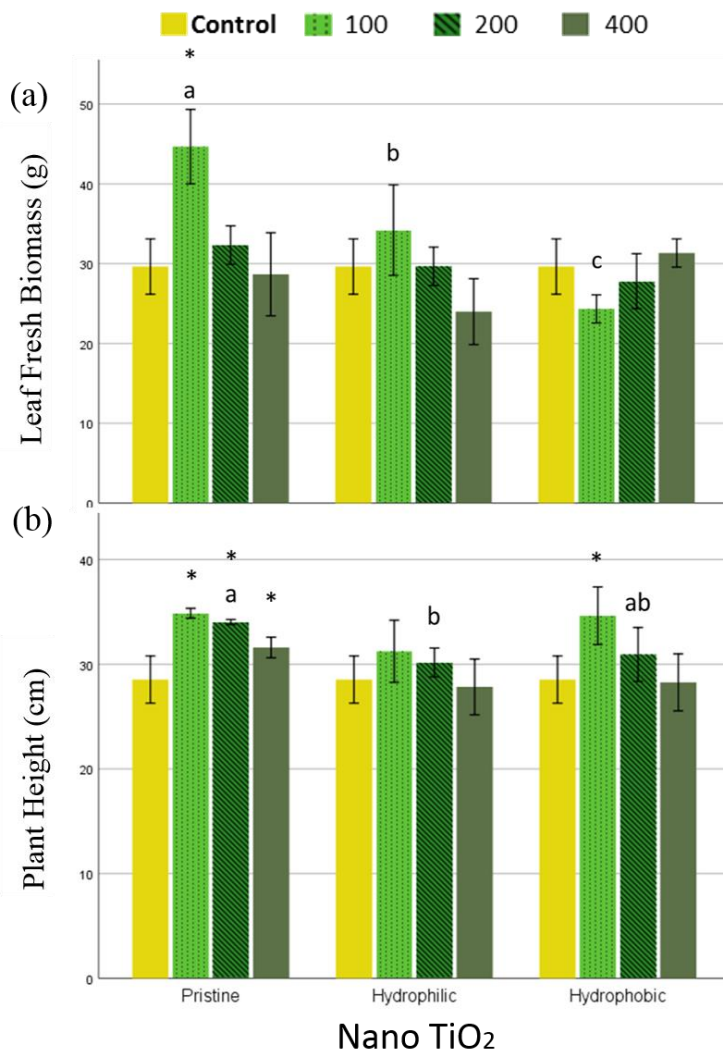 Control 100 200 400
(a)
Leaf Fresh Biomass (g)
50
40
30
20
10
0
*
a
b
c
(b)
Plant Height (cm)
40
30
20
10
0
*
*
a
*
b
*
ab
Pristine Hydrophilic Hydrophobic
Nano TiO₂